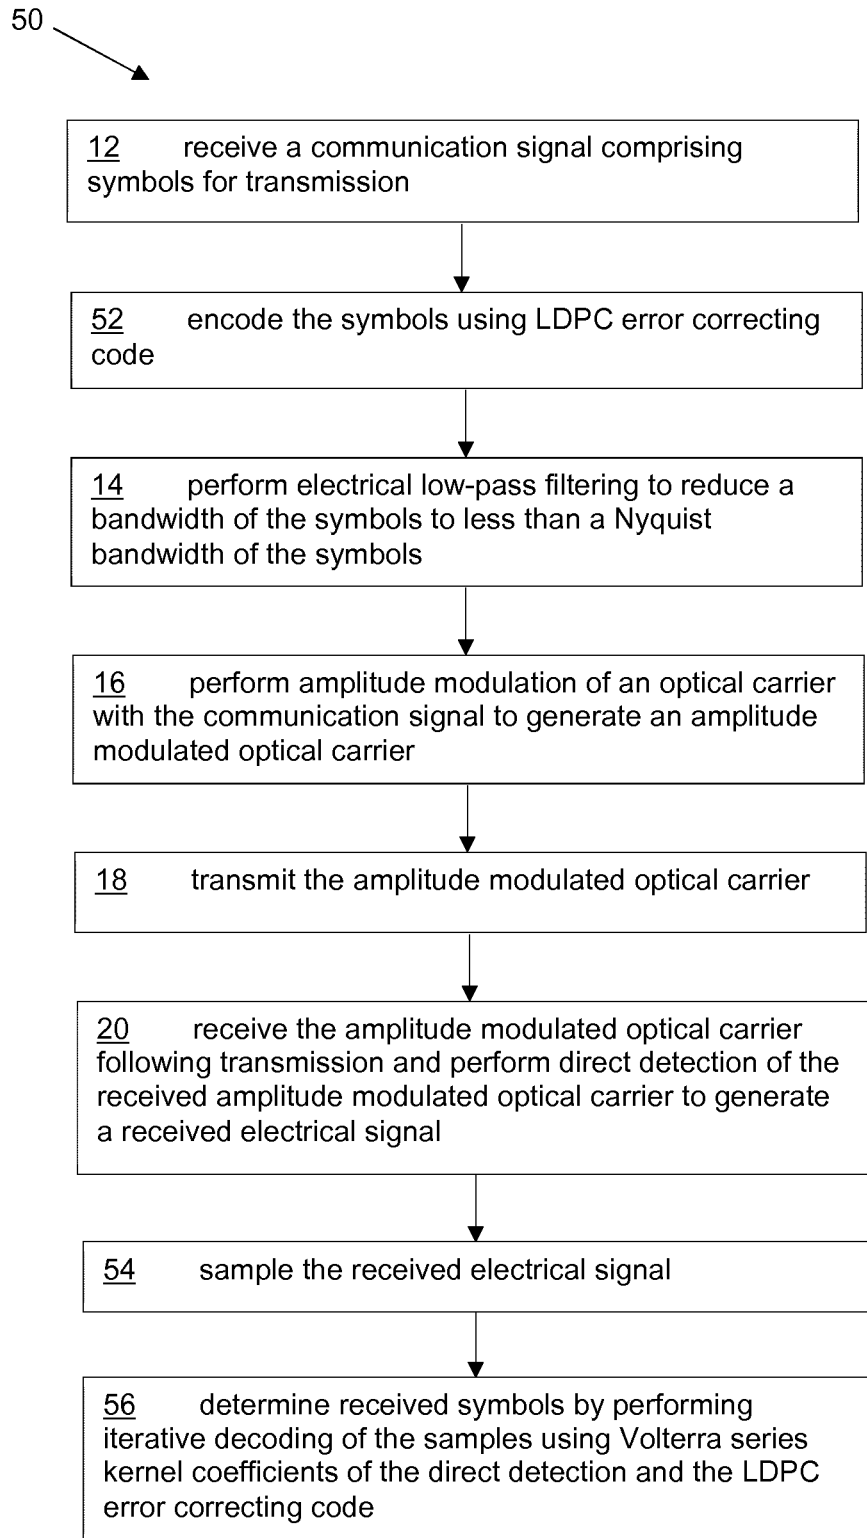 50
12 receive a communication signal comprising
symbols for transmission
52 encode the symbols using LDPC error correcting
code
14 perform electrical low-pass filtering to reduce a
bandwidth of the symbols to less than a Nyquist
bandwidth of the symbols
16 perform amplitude modulation of an optical carrier
with the communication signal to generate an amplitude
modulated optical carrier
18 transmit the amplitude modulated optical carrier
20 receive the amplitude modulated optical carrier
following transmission and perform direct detection of the
received amplitude modulated optical carrier to generate
a received electrical signal
54 sample the received electrical signal
56 determine received symbols by performing
iterative decoding of the samples using Volterra series
kernel coefficients of the direct detection and the LDPC
error correcting code